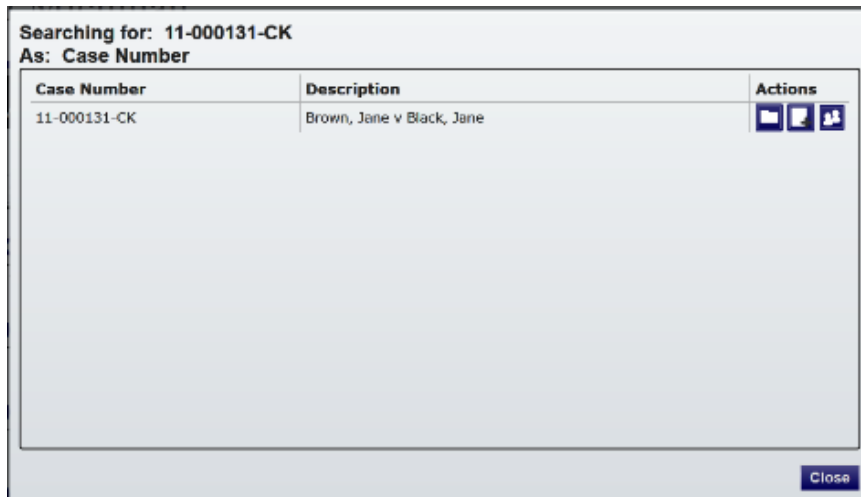 Searching for: 11-000131-CK
As: Case Number
Case Number Description Actions
11-000131-CK Brown, Jane v Black, Jane
Close